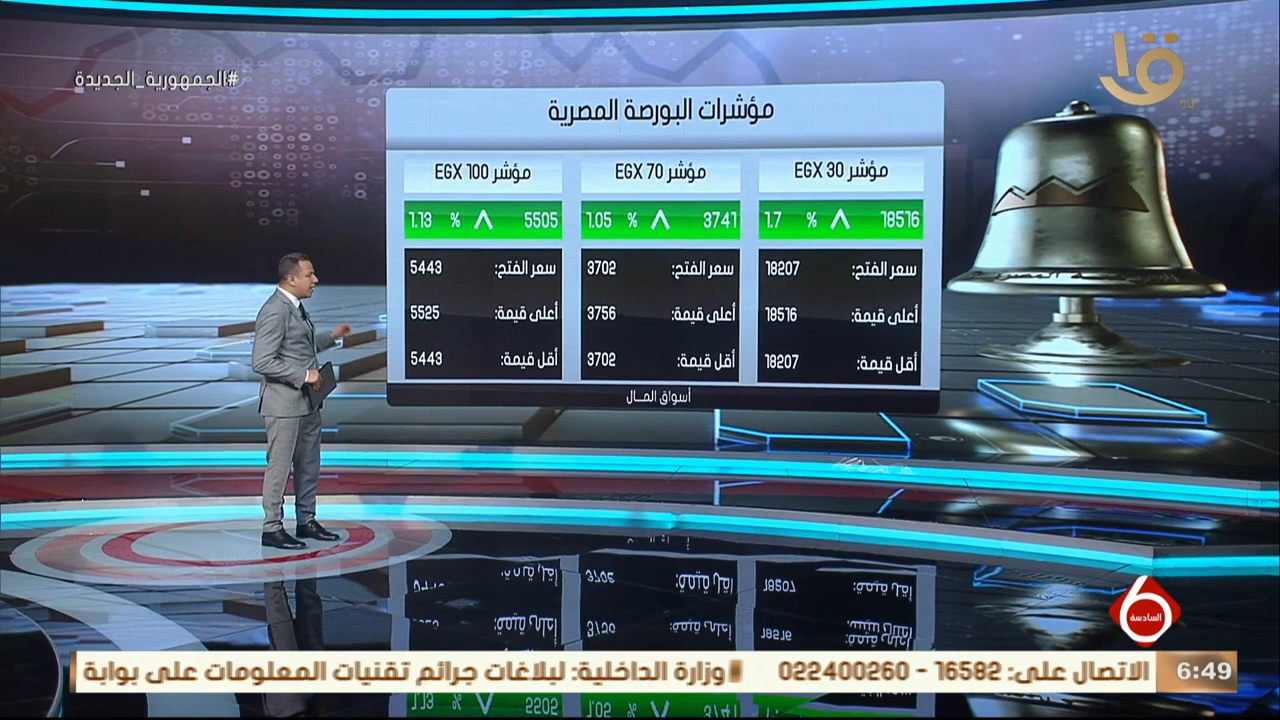 #الجمهورية_الجديدة
مؤشرات البورصة المصرية
مؤشر EGX 30
18516 % 1.7
سعر الفتح: 18207
أعلى قيمة: 18516
أقل قيمة: 18207
مؤشر EGX 70
3741 % 1.05
سعر الفتح: 3702
أعلى قيمة: 3756
أقل قيمة: 3702
مؤشر EGX 100
5505 % 1.13
سعر الفتح: 5443
أعلى قيمة: 5525
أقل قيمة: 5443
أسواق المـال
6
السادسة
6:49 الاتصال على: 16582 - 022400260 وزارة الداخلية: لبلاغات جرائم تقنيات المعلومات على بوابة